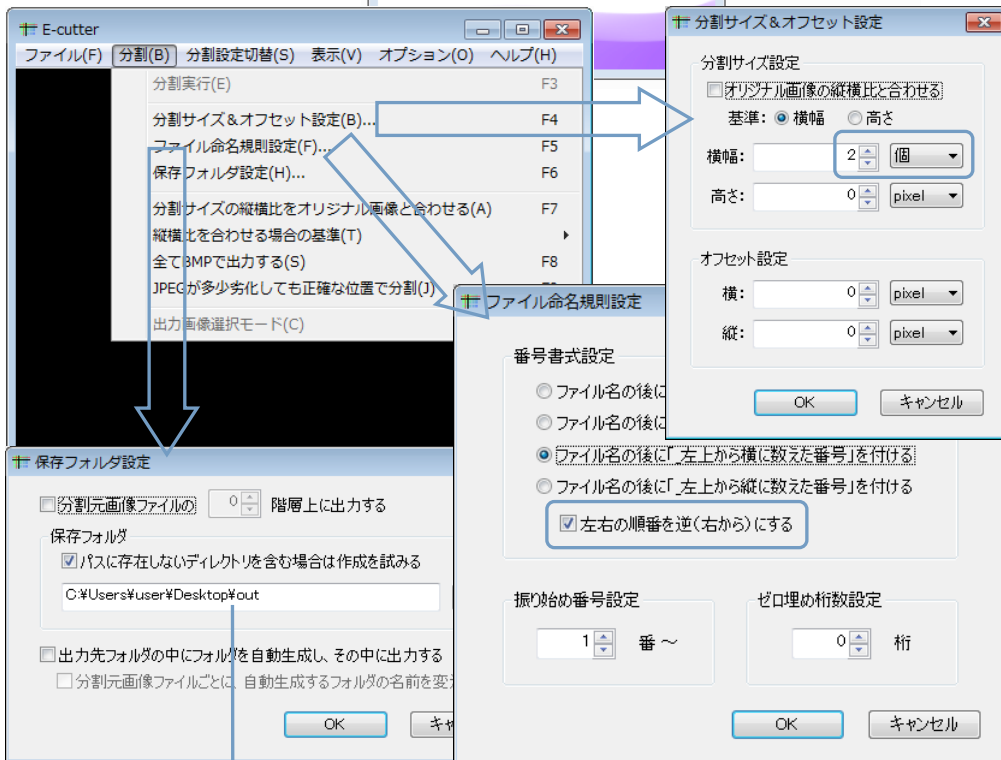 E-cutter
ファイル(F) 分割(B) 分割設定切替(S) 表示(V) オプション(O) ヘルプ(H)
分割実行(E) F3
分割サイズ＆オフセット設定(B)... F4
ファイル命名規則設定(F)... F5
保存フォルダ設定(H)... F6
分割サイズの縦横比をオリジナル画像と合わせる(A) F7
縦横比を合わせる場合の基準(T)
全てBMPで出力する(S) F8
JPEGが多少劣化しても正確な位置で分割(J)
出力画像選択モード(C)
分割サイズ＆オフセット設定
分割サイズ設定
オリジナル画像の縦横比と合わせる
基準: 横幅 高さ
横幅: 2 個
高さ: 0 pixel
オフセット設定
横: 0 pixel
縦: 0 pixel
OK キャンセル
ファイル命名規則設定
番号書式設定
ファイル名の後に
ファイル名の後に
ファイル名の後に「_左上から横に数えた番号」を付ける
ファイル名の後に「_左上から縦に数えた番号」を付ける
左右の順番を逆(右から)にする
振り始め番号設定
1 番 ～
ゼロ埋め桁数設定
0 桁
OK キャンセル
保存フォルダ設定
分割元画像ファイルの 0 階層上に出力する
保存フォルダ
パスに存在しないディレクトリを含む場合は作成を試みる
C:¥Users¥user¥Desktop¥out
出力先フォルダの中にフォルダを自動生成し、その中に出力する
分割元画像ファイルごとに、自動生成するフォルダの名前を変
OK キャ